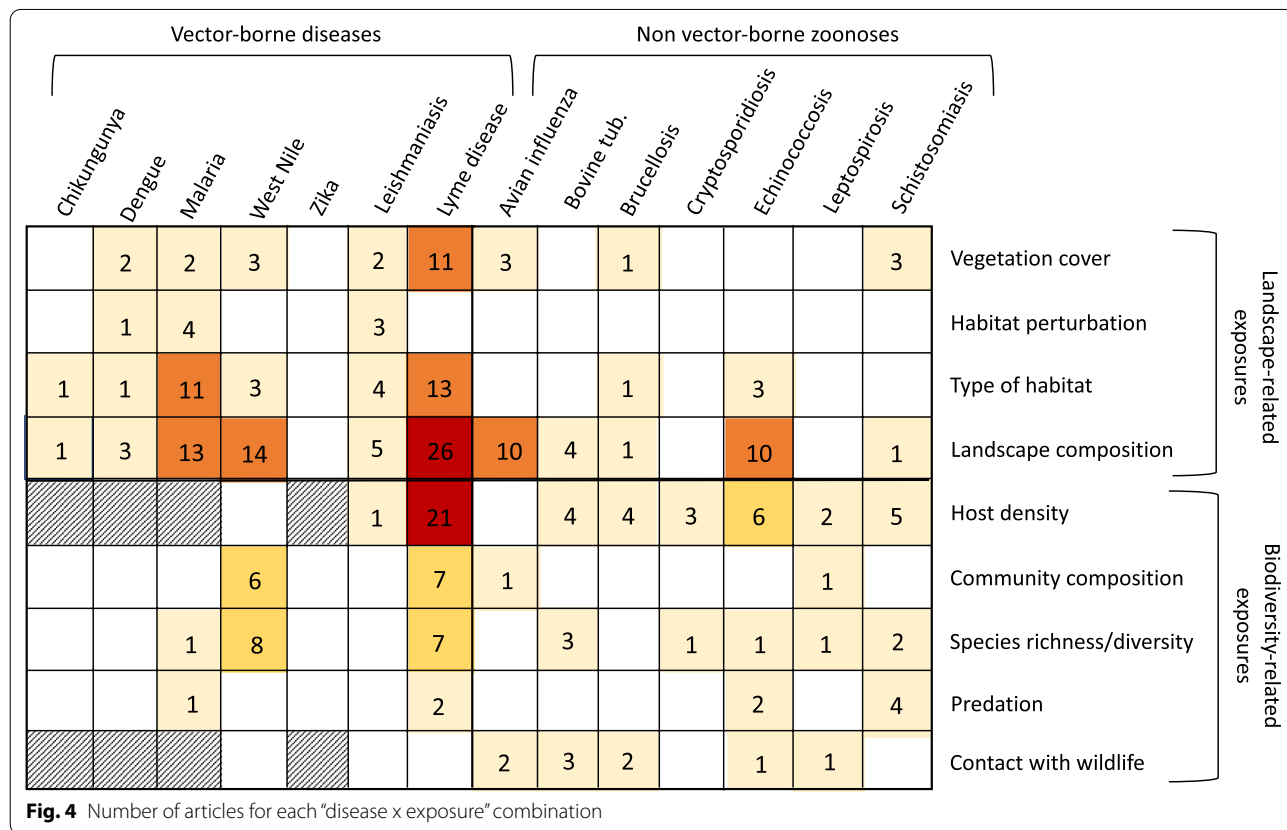 Vector-borne diseases Non vector-borne zoonoses
Chikungunya Dengue Malaria West Nile Zika Leishmaniasis Lyme disease Avian influenza Bovine tub. Brucellosis Cryptosporidiosis Echinococcosis Leptospirosis Schistosomiasis
2 2 3 2 11 3 1 3 Vegetation cover
1 4 3 Habitat perturbation
1 1 11 3 4 13 1 3 Type of habitat
1 3 13 14 5 26 10 4 1 10 1 Landscape composition
Landscape-related
exposures
1 21 4 4 3 6 2 5 Host density
6 7 1 1 Community composition
1 8 7 3 1 1 1 2 Species richness/diversity
1 2 2 4 Predation
2 3 2 1 1 Contact with wildlife
Biodiversity-related
exposures
Fig. 4 Number of articles for each “disease x exposure” combination